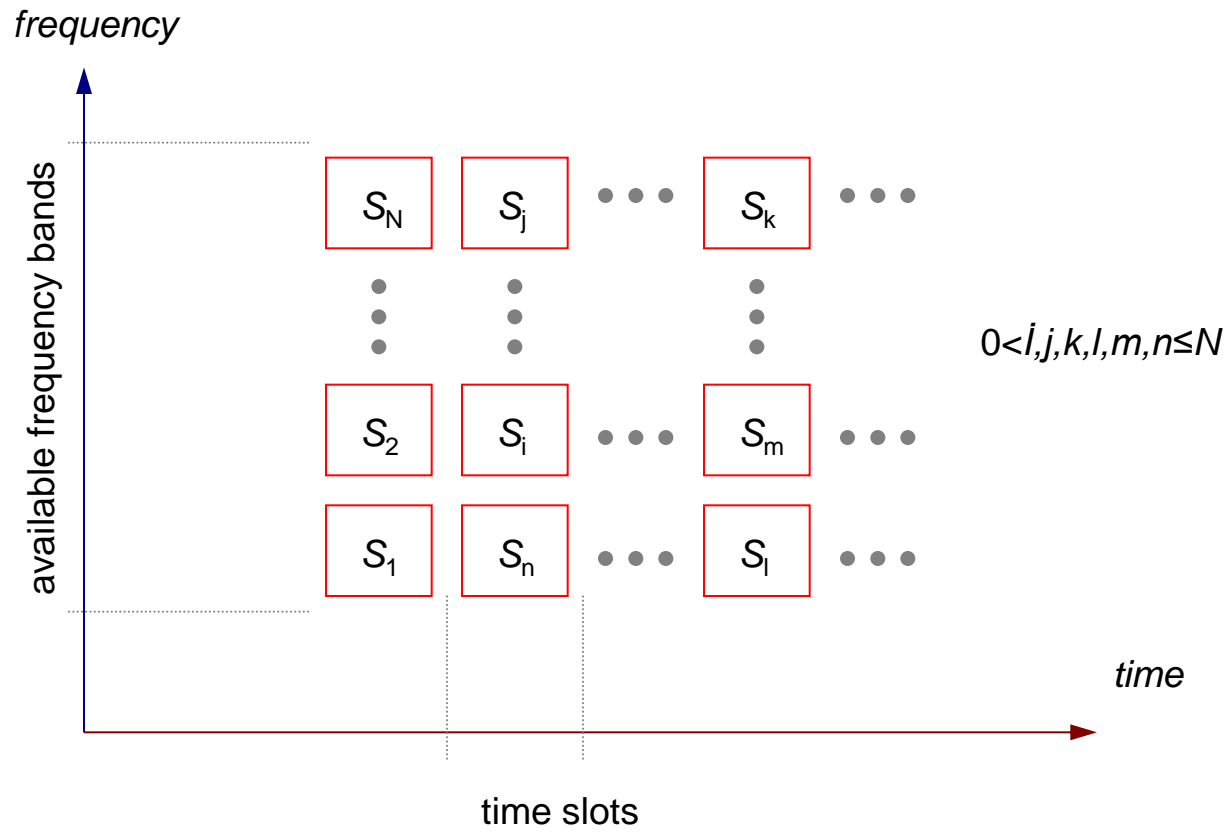 frequency
available frequency bands
S_N S_j S_k
0<i,j,k,l,m,n≤N
S_2 S_i S_m
S_1 S_n S_l
time
time slots